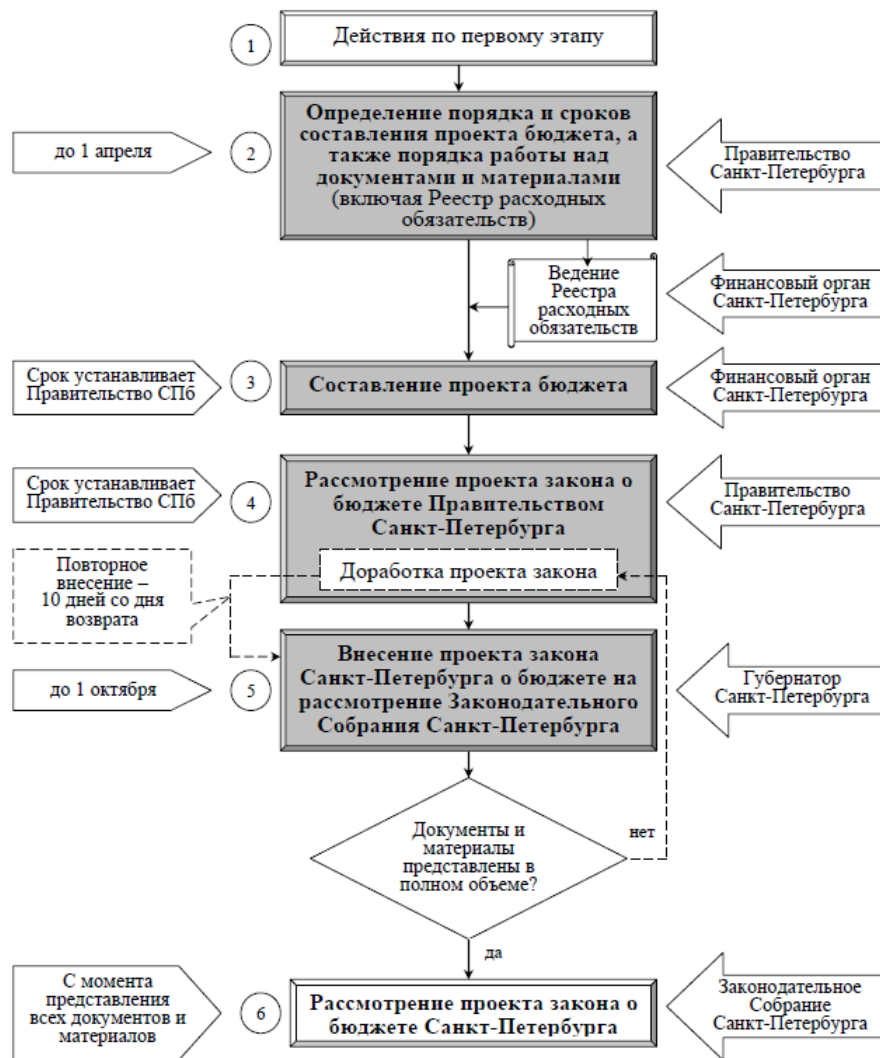 1
Действия по первому этапу
до 1 апреля
2
Определение порядка и сроков
составления проекта бюджета, а
также порядка работы над
документами и материалами
(включая Реестр расходных
обязательств)
Правительство
Санкт-Петербурга
Ведение
Реестра
расходных
обязательств
Финансовый орган
Санкт-Петербурга
Срок устанавливает
Правительство СПб
3
Составление проекта бюджета
Финансовый орган
Санкт-Петербурга
Срок устанавливает
Правительство СПб
4
Рассмотрение проекта закона о
бюджете Правительством
Санкт-Петербурга
Правительство
Санкт-Петербурга
Доработка проекта закона
Повторное
внесение –
10 дней со дня
возврата
до 1 октября
5
Внесение проекта закона
Санкт-Петербурга о бюджете на
рассмотрение Законодательного
Собрания Санкт-Петербурга
Губернатор
Санкт-Петербурга
Документы и
материалы
представлены в
полном объеме?
нет
да
С момента
представления
всех документов и
материалов
6
Рассмотрение проекта закона о
бюджете Санкт-Петербурга
Законодательное
Собрание
Санкт-Петербурга